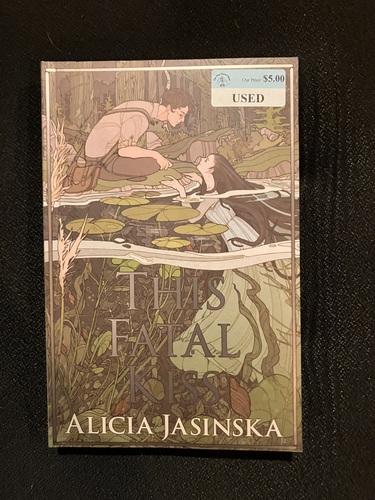 Our Price $5.00
USED
THIS
FATAL
KISS
ALICIA JASINSKA